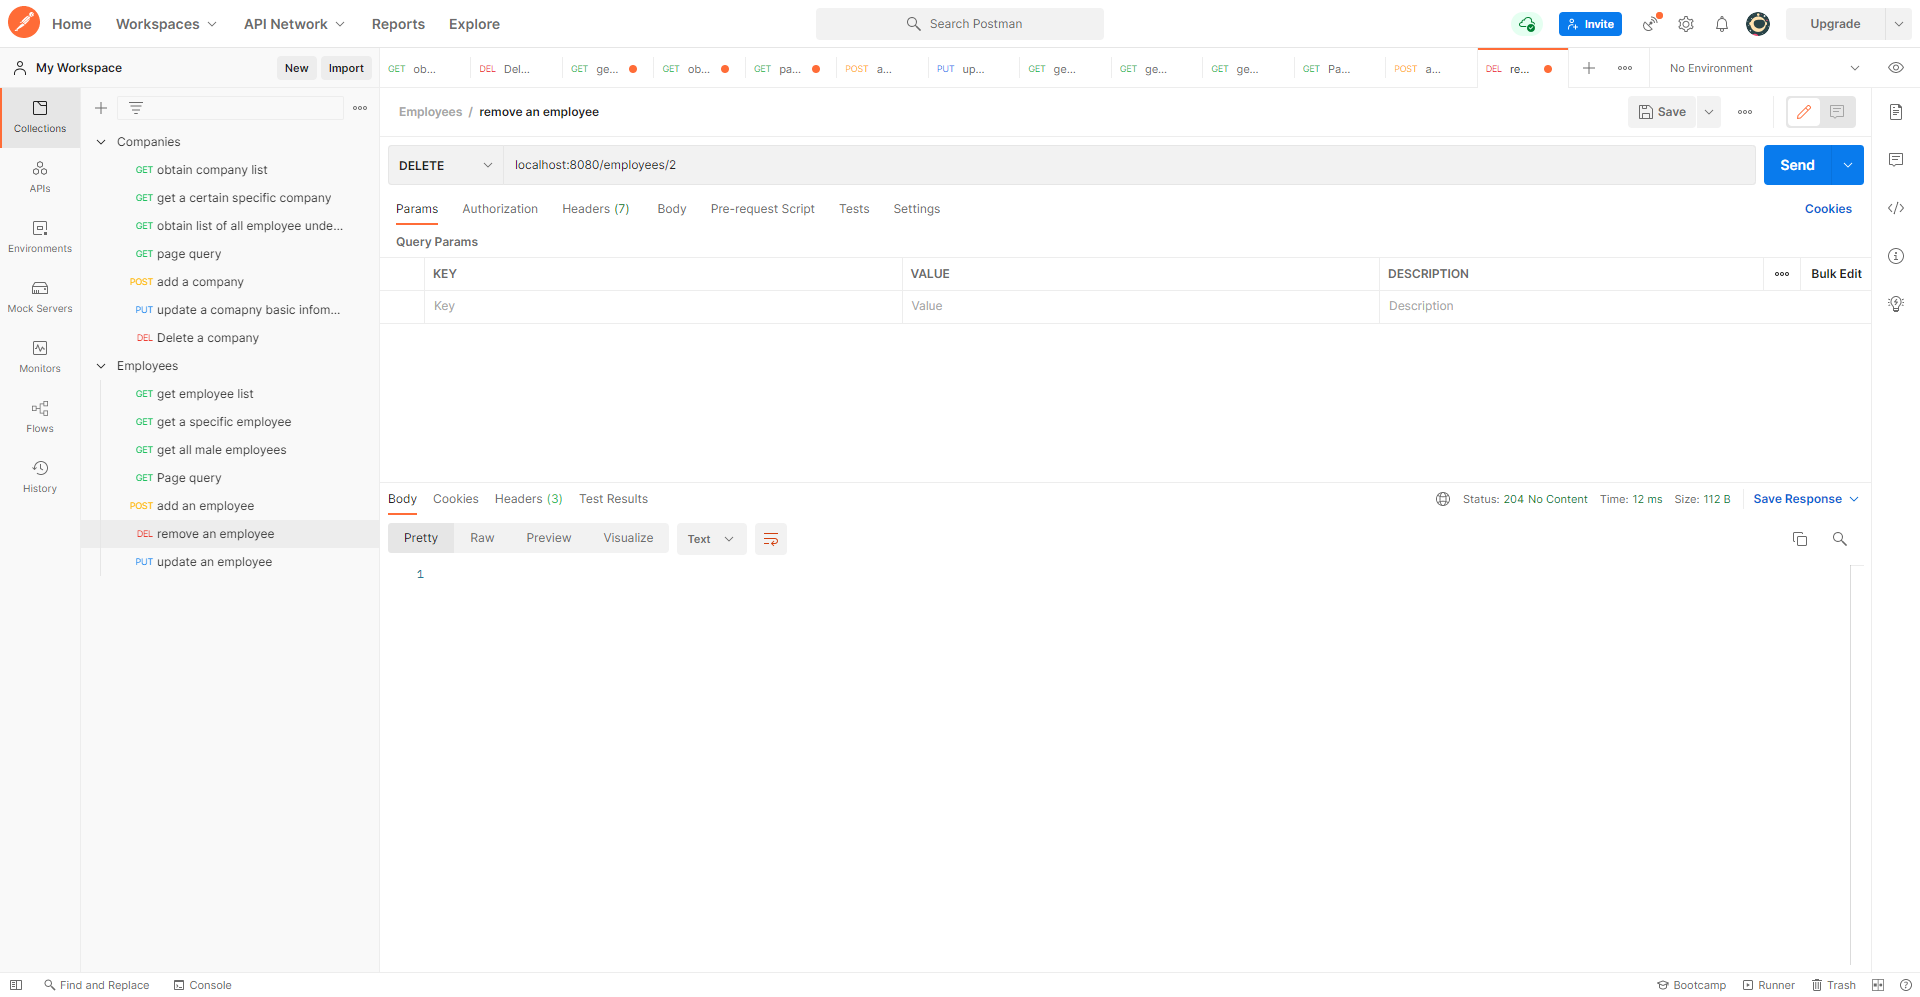 Home Workspaces API Network Reports Explore Search Postman Invite Upgrade
My Workspace New Import GET ob... DEL Del... GET ge... GET ob... GET pa... POST a... PUT up... GET ge... GET ge... GET ge... GET Pa... POST a... DEL re... No Environment
Collections
APIs
Environments
Mock Servers
Monitors
Flows
History
Companies
GET obtain company list
GET get a certain specific company
GET obtain list of all employee unde...
GET page query
POST add a company
PUT update a comapny basic infom...
DEL Delete a company
Employees
GET get employee list
GET get a specific employee
GET get all male employees
GET Page query
POST add an employee
DEL remove an employee
PUT update an employee
Employees / remove an employee Save
DELETE localhost:8080/employees/2 Send
Params Authorization Headers (7) Body Pre-request Script Tests Settings Cookies
Query Params
KEY VALUE DESCRIPTION Bulk Edit
Key Value Description
Body Cookies Headers (3) Test Results Status: 204 No Content Time: 12 ms Size: 112 B Save Response
Pretty Raw Preview Visualize Text
1
Find and Replace Console Bootcamp Runner Trash